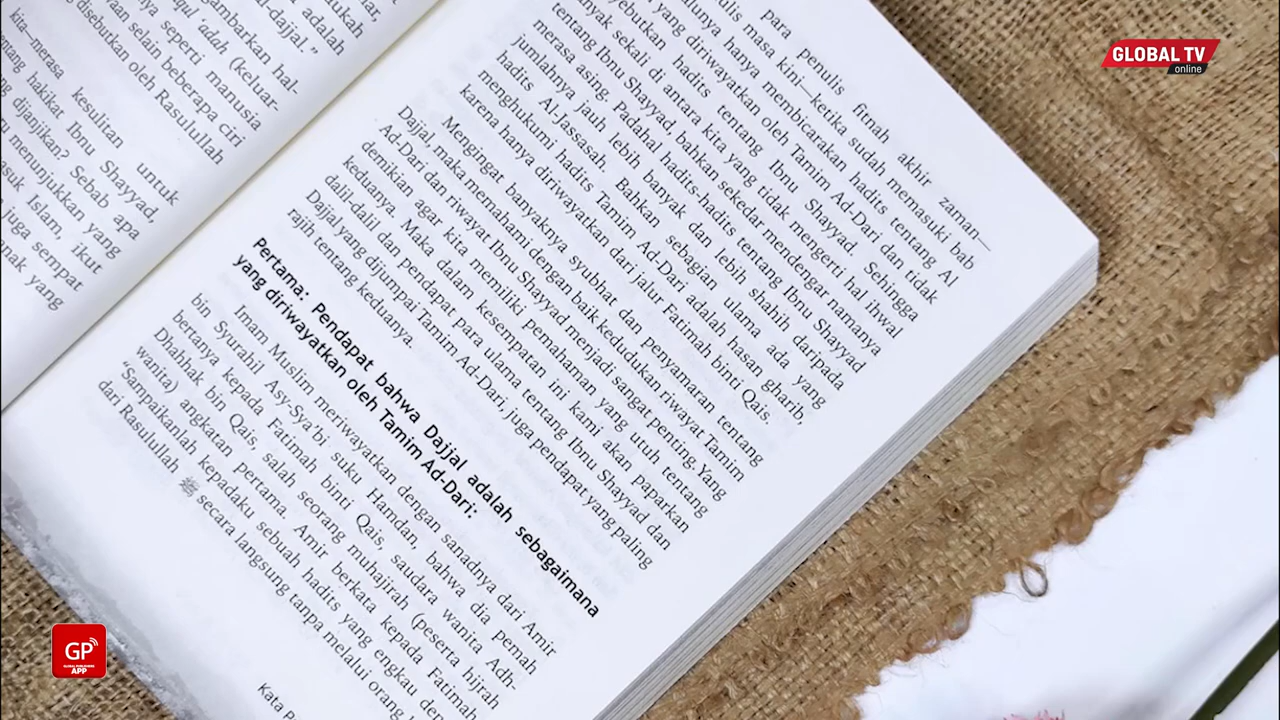 GLOBAL TV
online
gambarkan hal-
al-dajjal."
adalah
'adah (keluar-
nya seperti manusia
an selain beberapa ciri
disebutkan oleh Rasulullah
kita—merasa kesulitan untuk
hakikat Ibnu Shayyad,
dijanjikan? Sebab apa
menunjukkan yang
Islam, ikut
juga sempat
yang
para penulis fitnah akhir zaman—
masa kini—ketika sudah memasuki bab
hanya membicarakan hadits tentang Al
yang diriwayatkan oleh Tamim Ad-Dari dan tidak
hadits tentang Ibnu Shayyad. Sehingga
banyak sekali di antara kita yang tidak mengerti hal ihwal
tentang Ibnu Shayyad, bahkan sekedar mendengar namanya
merasa asing. Padahal hadits-hadits tentang Ibnu Shayyad
jumlahnya jauh lebih banyak dan lebih shahih daripada
hadits Al-Jassasah. Bahkan sebagian ulama ada yang
menghukumi hadits Tamim Ad-Dari adalah hasan gharib,
karena hanya diriwayatkan dari jalur Fatimah binti Qais.
Mengingat banyaknya syubhat dan penyamaran tentang
Dajjal, maka memahami dengan baik kedudukan riwayat Tamim
Ad-Dari dan riwayat Ibnu Shayyad menjadi sangat penting. Yang
demikian agar kita memiliki pemahaman yang utuh tentang
keduanya. Maka dalam kesempatan ini kami akan paparkan
dalil-dalil dan pendapat para ulama tentang Ibnu Shayyad dan
Dajjal yang dijumpai Tamim Ad-Dari, juga pendapat yang paling
rajih tentang keduanya.
Pertama: Pendapat bahwa Dajjal adalah sebagaimana
yang diriwayatkan oleh Tamim Ad-Dari:
Imam Muslim meriwayatkan dengan sanadnya dari Amir
bin Syurahil Asy-Sya'bi suku Hamdan, bahwa dia pernah
bertanya kepada Fatimah binti Qais, saudara wanita Adh-
Dhahhak bin Qais, salah seorang muhajirah (peserta hijrah
wanita) angkatan pertama. Amir berkata kepada Fatimah
"Sampaikanlah kepadaku sebuah hadits yang engkau
dari Rasulullah ﷺ secara langsung tanpa melalui orang
Kata
GP
GLOBAL PUBLISHERS
APP